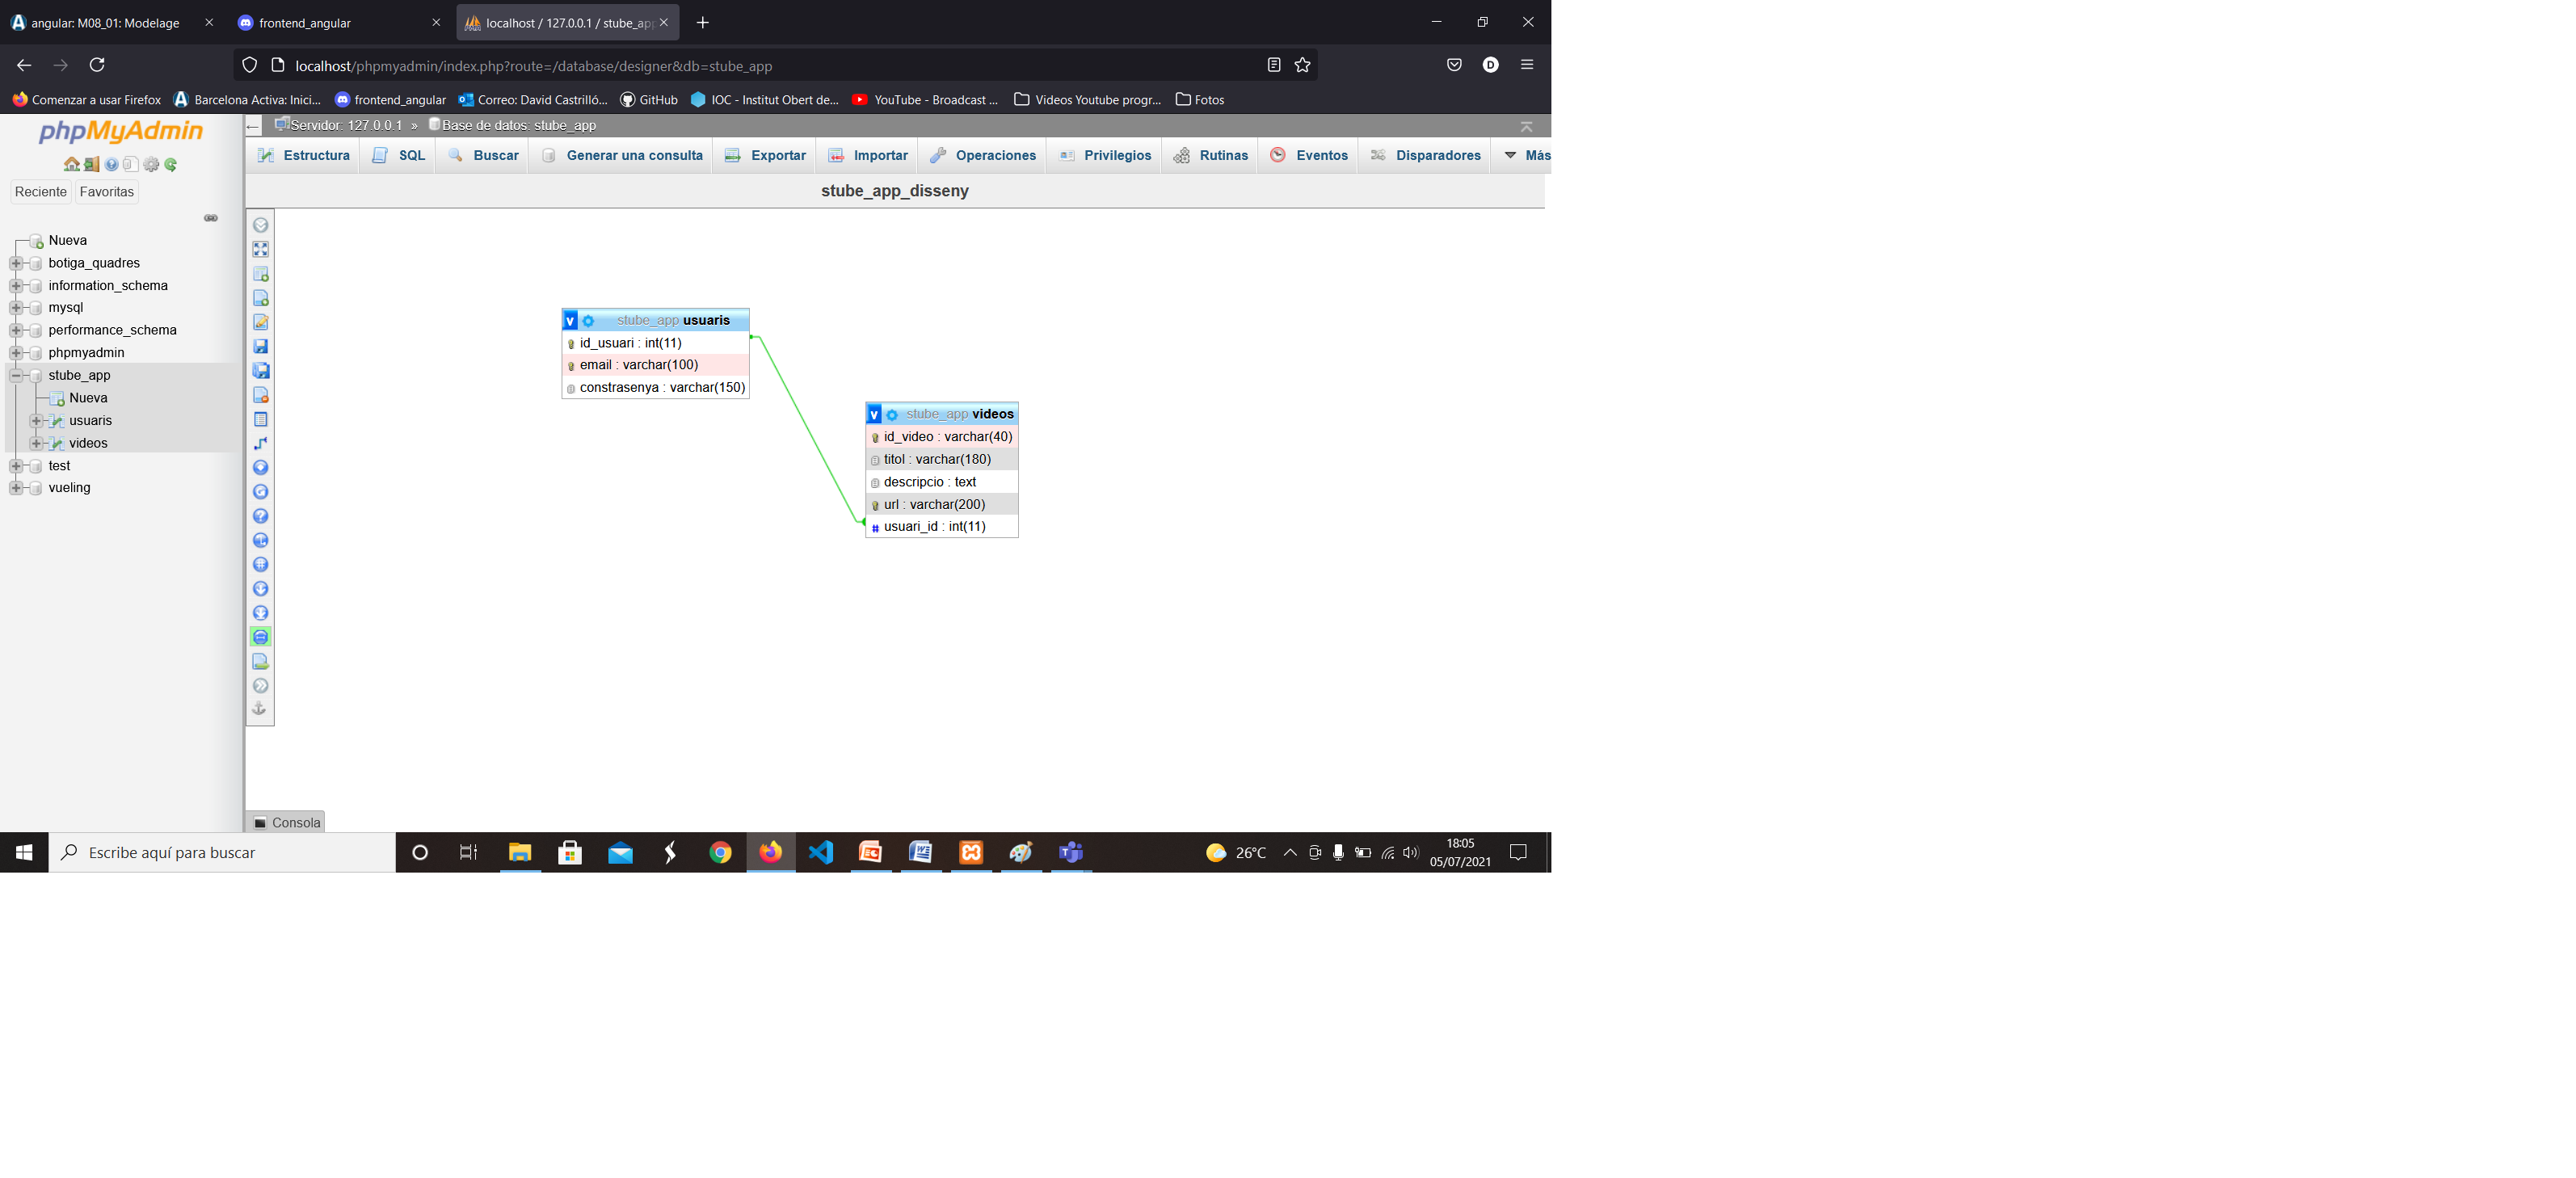 angular: M08_01: Modelage
frontend_angular
localhost / 127.0.0.1 / stube_app
localhost/phpmyadmin/index.php?route=/database/designer&db=stube_app
D
Comenzar a usar Firefox
Barcelona Activa: Inici...
frontend_angular
Correo: David Castrilló...
GitHub
IOC - Institut Obert de...
YouTube - Broadcast ...
Videos Youtube progr...
Fotos
phpMyAdmin
Reciente
Favoritas
Nueva
botiga_quadres
information_schema
mysql
performance_schema
phpmyadmin
stube_app
Nueva
usuaris
videos
test
vueling
Servidor: 127.0.0.1 » Base de datos: stube_app
Estructura
SQL
Buscar
Generar una consulta
Exportar
Importar
Operaciones
Privilegios
Rutinas
Eventos
Disparadores
Más
stube_app_disseny
v stube_app usuaris
id_usuari : int(11)
email : varchar(100)
constrasenya : varchar(150)
v stube_app videos
id_video : varchar(40)
titol : varchar(180)
descripcio : text
url : varchar(200)
# usuari_id : int(11)
Consola
Escribe aquí para buscar
26°C
18:05
05/07/2021